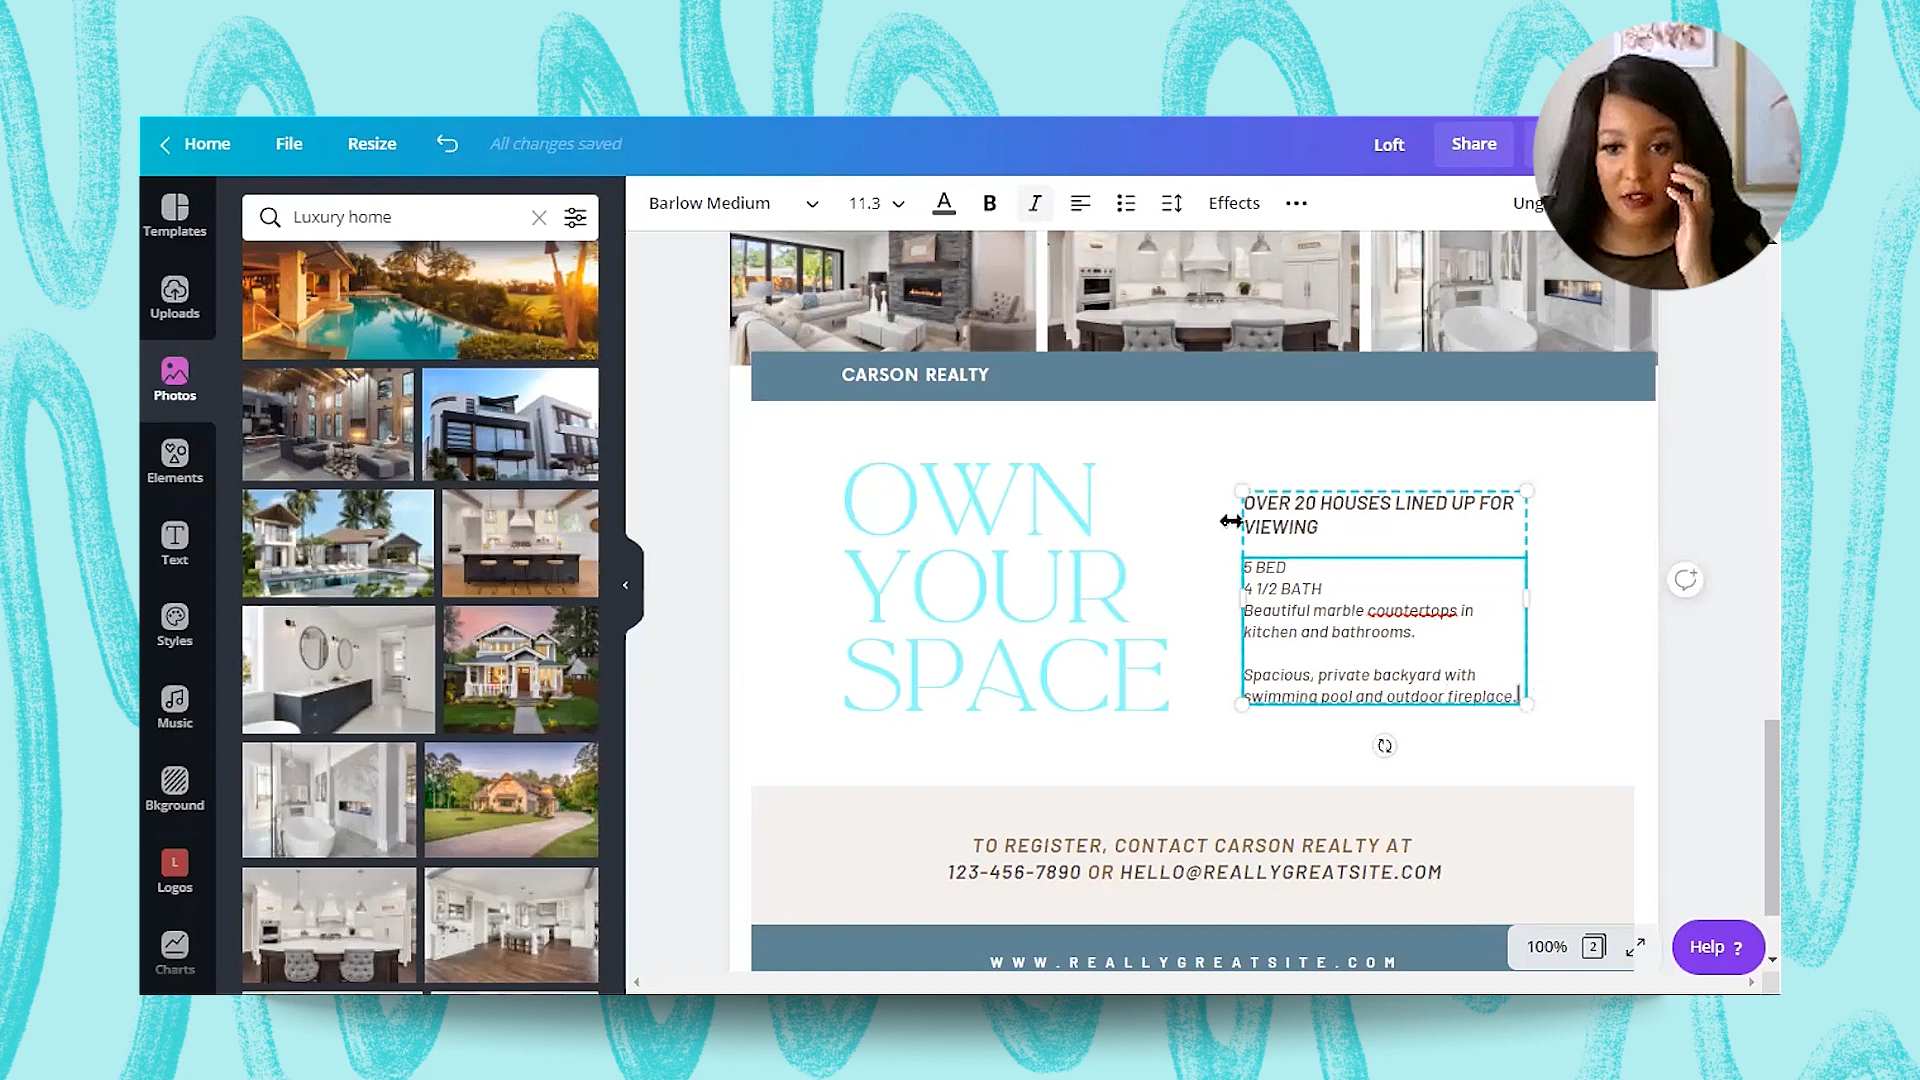 Home
File
Resize
All changes saved
Loft
Share
Templates
Uploads
Photos
Elements
Text
Styles
Music
Bkground
Logos
L
Charts
Luxury home
Barlow Medium
11.3
A
B
I
Effects
CARSON REALTY
OWN
YOUR
SPACE
OVER 20 HOUSES LINED UP FOR
VIEWING
5 BED
4 1/2 BATH
Beautiful marble countertops in
kitchen and bathrooms.
Spacious, private backyard with
swimming pool and outdoor fireplace.
TO REGISTER, CONTACT CARSON REALTY AT
123-456-7890 OR HELLO@REALLYGREATSITE.COM
WWW.REALLYGREATSITE.COM
100%
2
Help ?